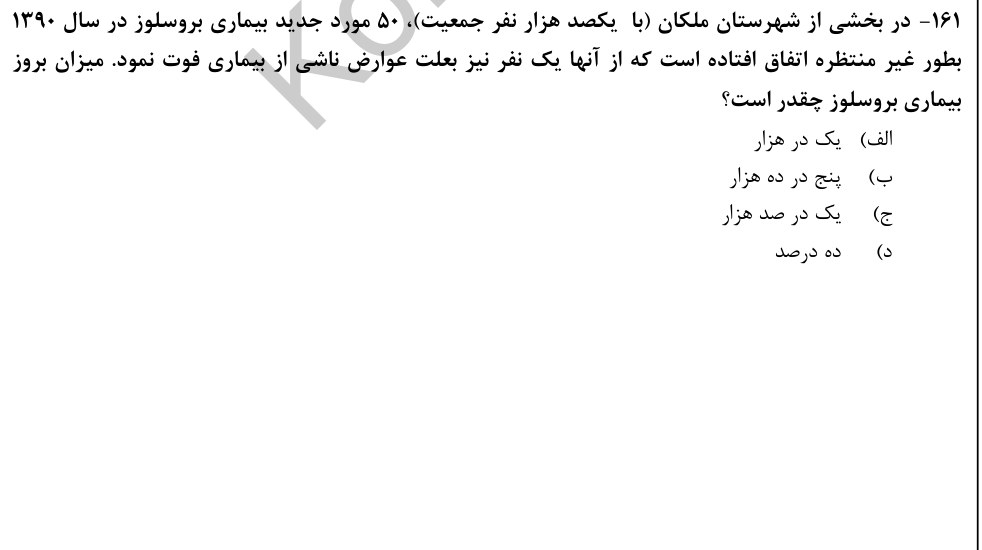 ۱۶۱- در بخشی از شهرستان ملکان (با یکصد هزار نفر جمعیت)، ۵۰ مورد جدید بیماری بروسلوز در سال ۱۳۹۰
بطور غیر منتظره اتفاق افتاده است که از آنها یک نفر نیز بعلت عوارض ناشی از بیماری فوت نمود. میزان بروز
بیماری بروسلوز چقدر است؟
الف) یک در هزار
ب) پنج در ده هزار
ج) یک در صد هزار
د) ده درصد